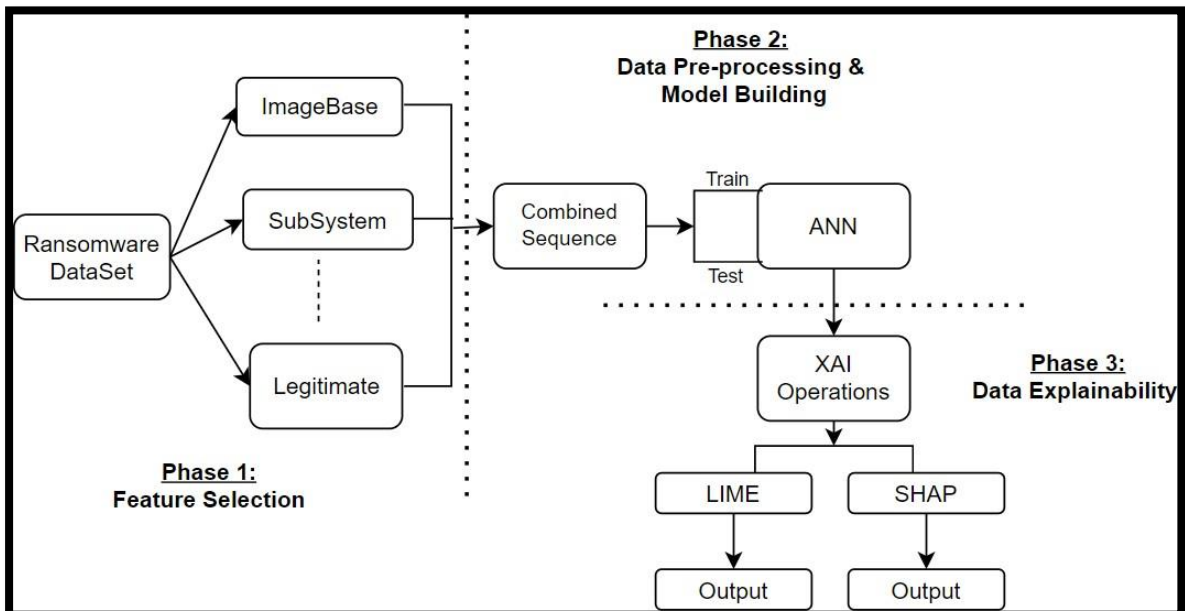 Phase 2:
Data Pre-processing &
Model Building
ImageBase
SubSystem
Ransomware
DataSet
Legitimate
Phase 1:
Feature Selection
Combined
Sequence
Train
ANN
Test
XAI
Operations
Phase 3:
Data Explainability
LIME
SHAP
Output
Output